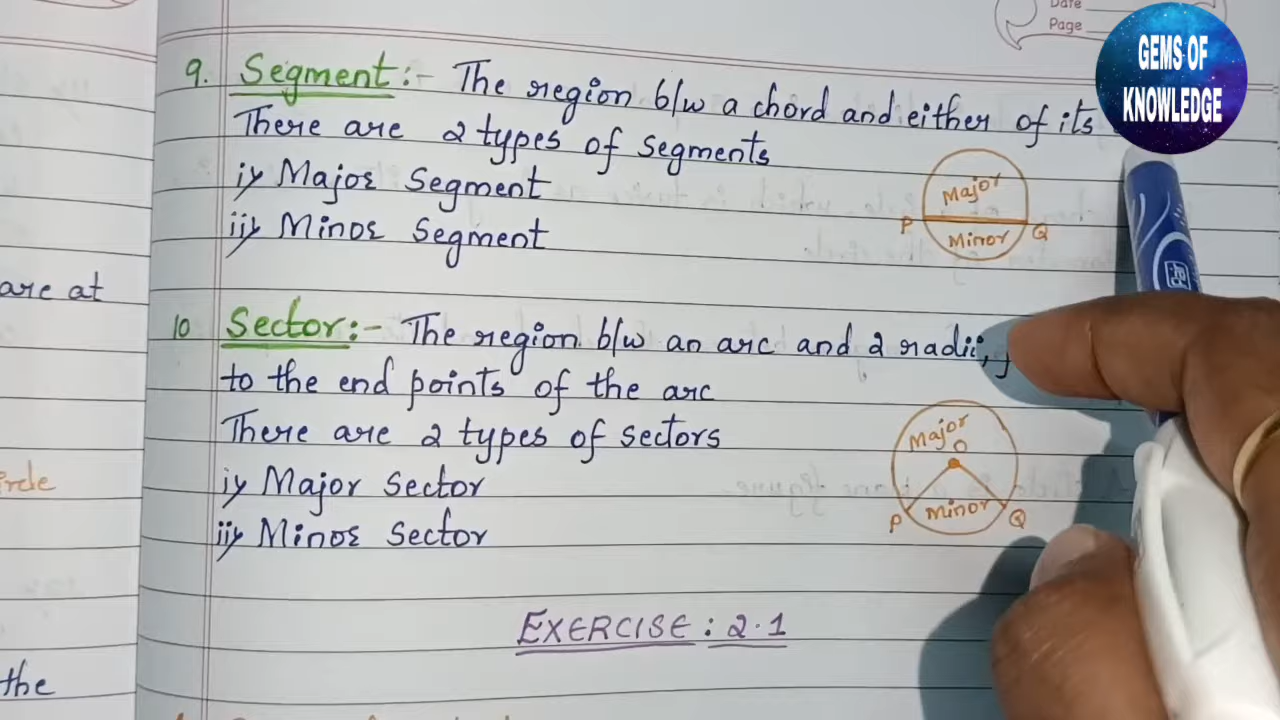 Date
Page
GEMS OF
KNOWLEDGE
9. Segment:- The region b/w a chord and either of its
There are 2 types of segments
i) Major Segment
ii) Minor Segment
Major
P Q
Minor
are at
10 Sector:- The region b/w an arc and 2 radii,
to the end points of the arc
There are 2 types of sectors
i) Major Sector
ii) Minor Sector
Major
O
Minor
P Q
EXERCISE: 2.1
the